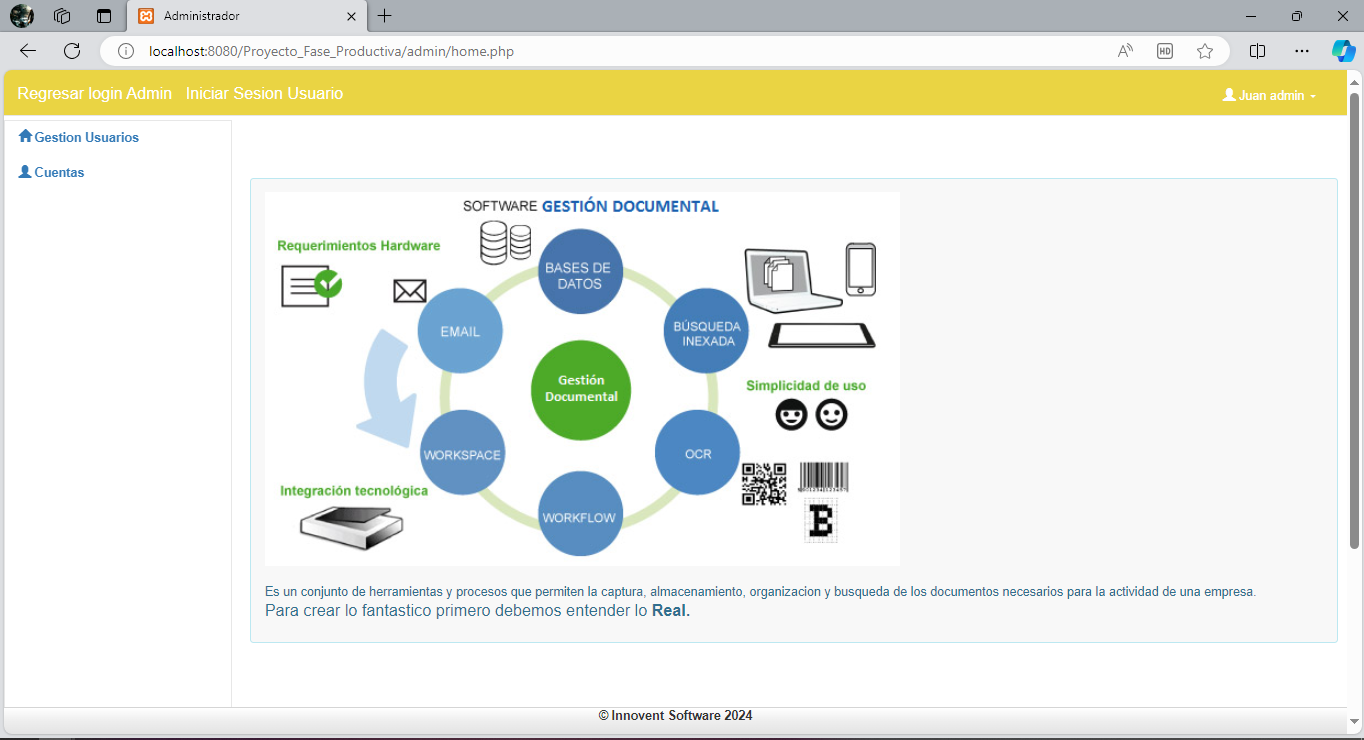 Administrador
localhost:8080/Proyecto_Fase_Productiva/admin/home.php
HD
Regresar login Admin Iniciar Sesion Usuario
Juan admin
Gestion Usuarios
Cuentas
SOFTWARE GESTIÓN DOCUMENTAL
Requerimientos Hardware
BASES DE
DATOS
EMAIL
BÚSQUEDA
INEXADA
Gestión
Documental
Simplicidad de uso
WORKSPACE
OCR
Integración tecnológica
WORKFLOW
B
Es un conjunto de herramientas y procesos que permiten la captura, almacenamiento, organizacion y busqueda de los documentos necesarios para la actividad de una empresa.
Para crear lo fantastico primero debemos entender lo Real.
© Innovent Software 2024